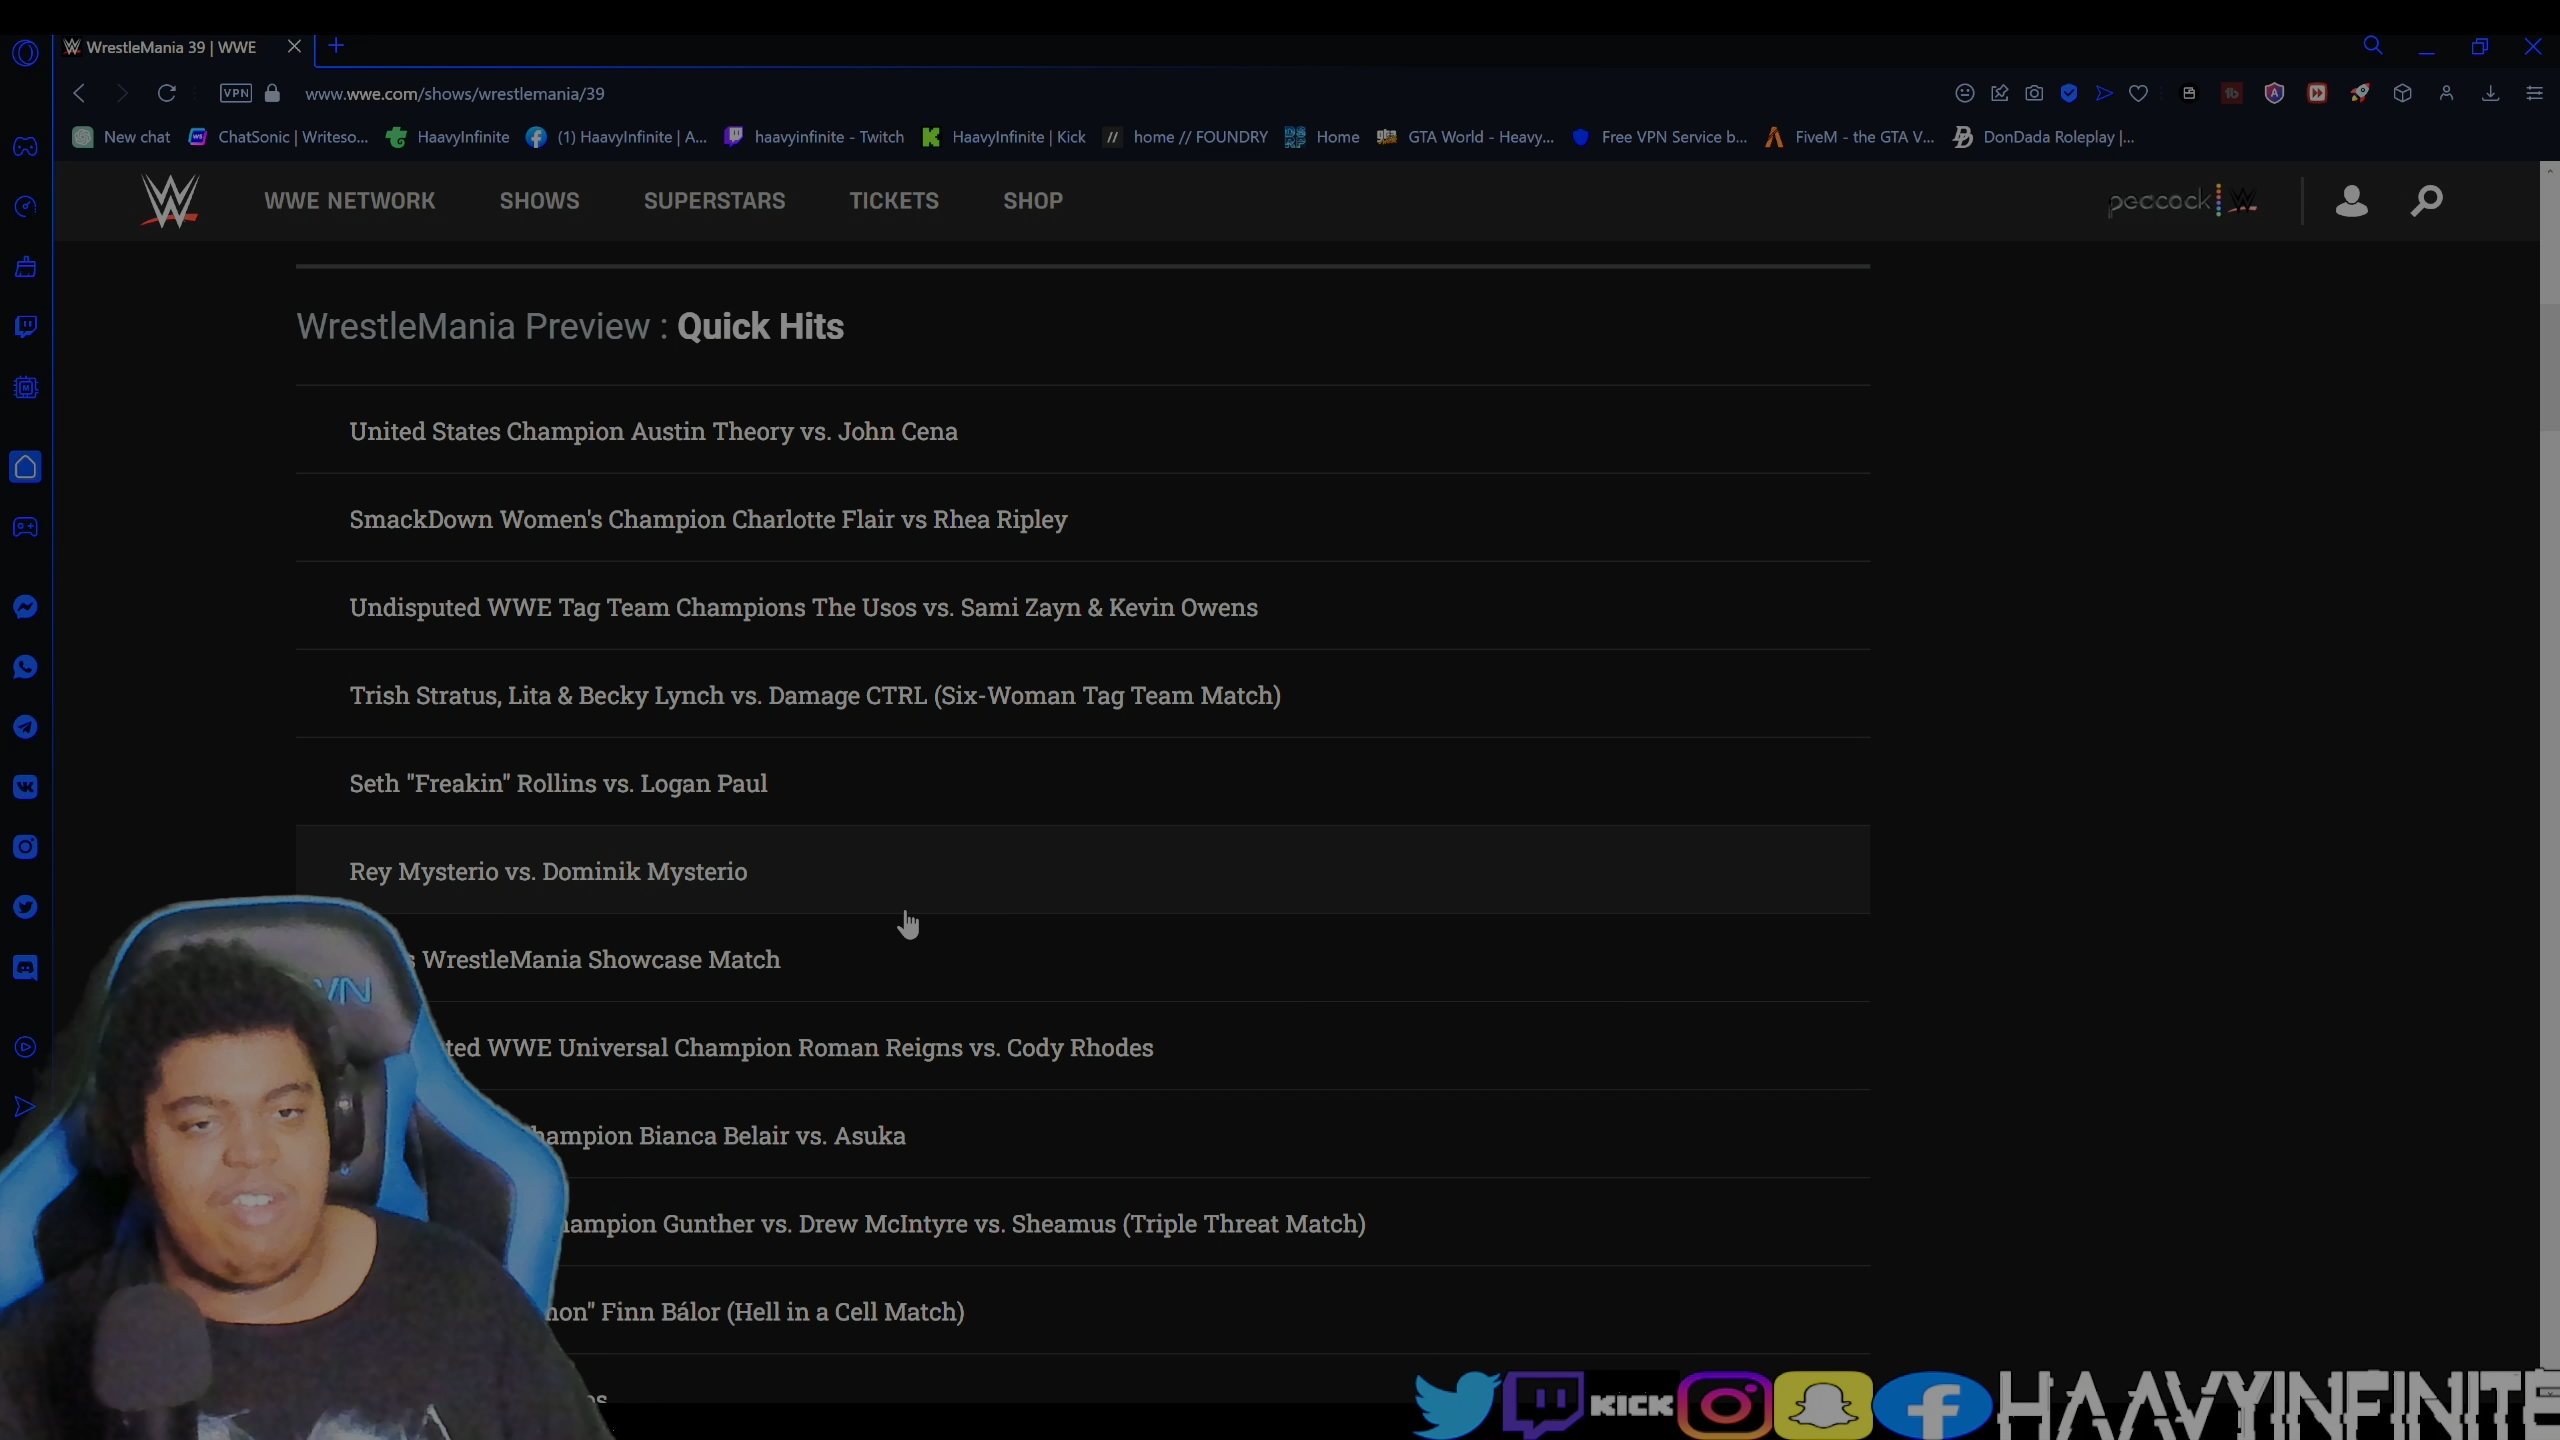 WrestleMania 39 | WWE
VPN www.wwe.com/shows/wrestlemania/39
New chat ChatSonic | Writeso... HaavyInfinite (1) HaavyInfinite | A... haavyinfinite - Twitch HaavyInfinite | Kick // home // FOUNDRY Home GTA World - Heavy... Free VPN Service b... FiveM - the GTA V... DonDada Roleplay |...
WWE NETWORK SHOWS SUPERSTARS TICKETS SHOP peacock
WrestleMania Preview : Quick Hits
United States Champion Austin Theory vs. John Cena
SmackDown Women's Champion Charlotte Flair vs Rhea Ripley
Undisputed WWE Tag Team Champions The Usos vs. Sami Zayn & Kevin Owens
Trish Stratus, Lita & Becky Lynch vs. Damage CTRL (Six-Woman Tag Team Match)
Seth "Freakin" Rollins vs. Logan Paul
Rey Mysterio vs. Dominik Mysterio
WrestleMania Showcase Match
WWE Universal Champion Roman Reigns vs. Cody Rhodes
Bianca Belair vs. Asuka
Gunther vs. Drew McIntyre vs. Sheamus (Triple Threat Match)
Finn Bálor (Hell in a Cell Match)
KICK HAAVYINFINITE